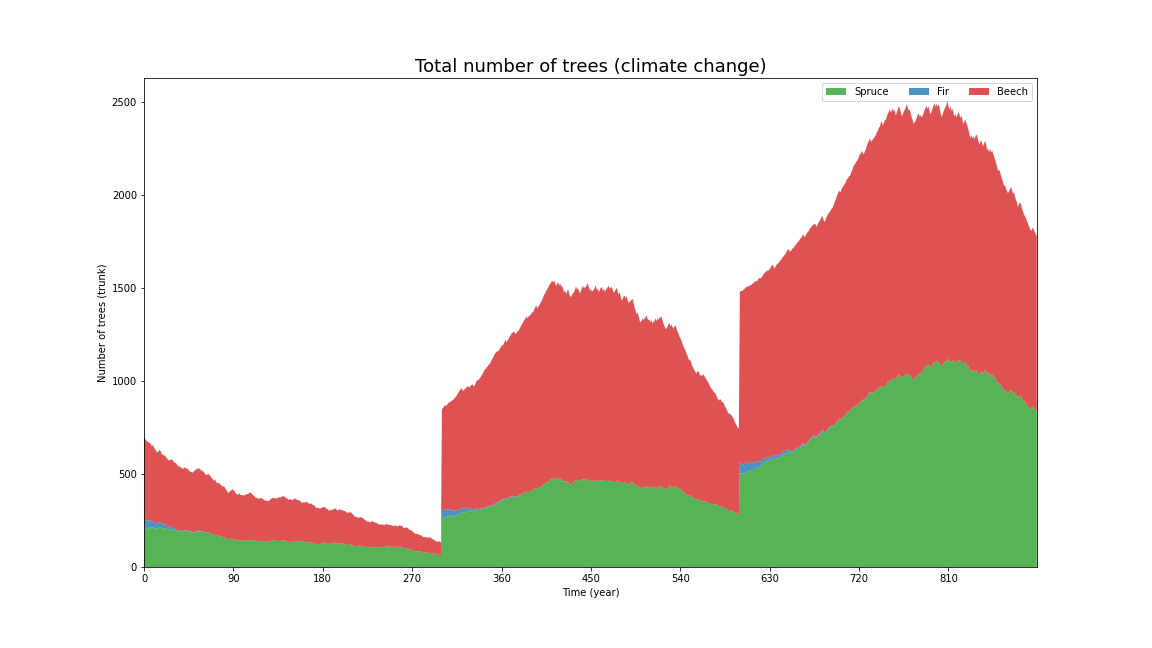 Total number of trees (climate change)
Spruce Fir Beech
Number of trees (trunk)
2500
2000
1500
1000
500
0
0 90 180 270 360 450 540 630 720 810
Time (year)